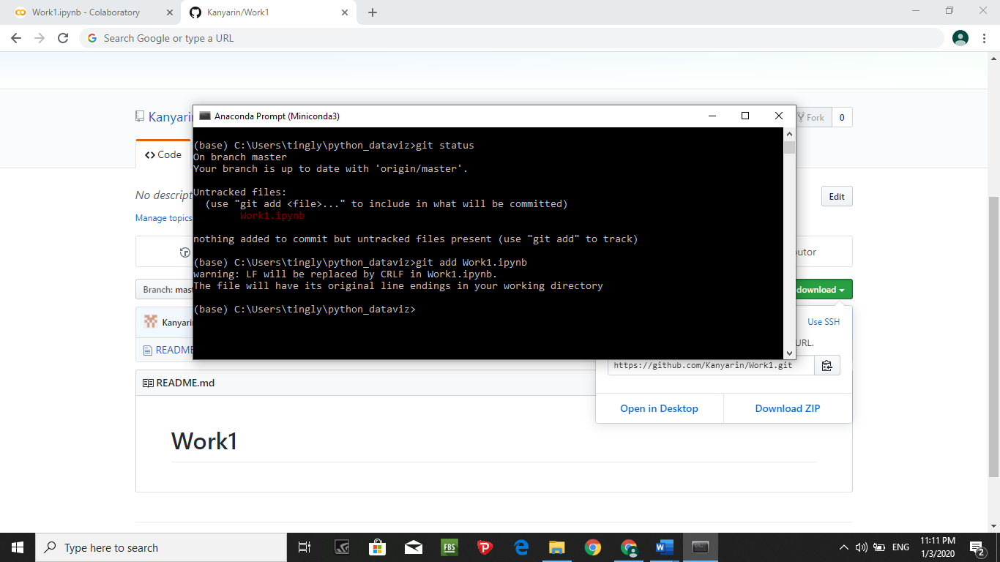 Work1.ipynb - Colaboratory
Kanyarin/Work1
Search Google or type a URL
Anaconda Prompt (Miniconda3)
(base) C:\Users\tingly\python_dataviz>git status
On branch master
Your branch is up to date with 'origin/master'.
Untracked files:
(use "git add <file>..." to include in what will be committed)
Work1.ipynb
nothing added to commit but untracked files present (use "git add" to track)
(base) C:\Users\tingly\python_dataviz>git add Work1.ipynb
warning: LF will be replaced by CRLF in Work1.ipynb.
The file will have its original line endings in your working directory
(base) C:\Users\tingly\python_dataviz>
Kanyari
Fork 0
<> Code
No descript
Edit
Manage topics
butor
Branch: mast
download
Kanyarin
Use SSH
URL.
README
https://github.com/Kanyarin/Work1.git
README.md
Open in Desktop
Download ZIP
Work1
Type here to search
FBS
ENG
11:11 PM
1/3/2020
2